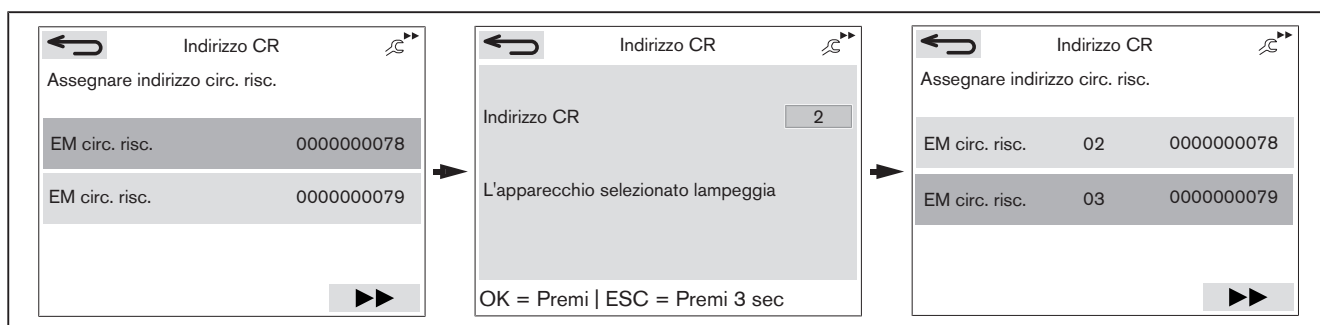 Indirizzo CR
Assegnare indirizzo circ. risc.
EM circ. risc. 0000000078
EM circ. risc. 0000000079
Indirizzo CR
Indirizzo CR 2
L'apparecchio selezionato lampeggia
OK = Premi | ESC = Premi 3 sec
Indirizzo CR
Assegnare indirizzo circ. risc.
EM circ. risc. 02 0000000078
EM circ. risc. 03 0000000079